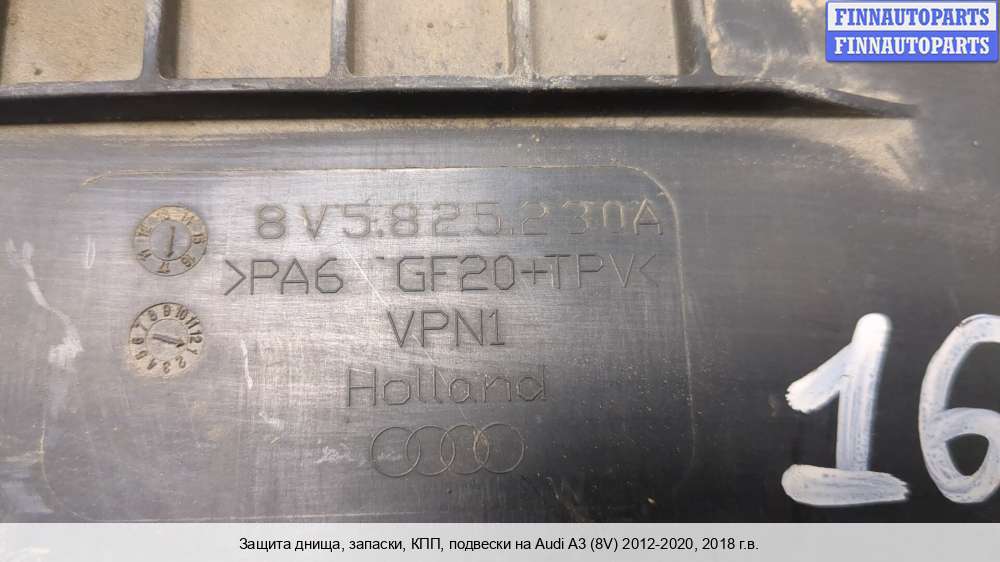 FINNAUTOPARTS
FINNAUTOPARTS
8V5.825.230A
>PA6 GF20+TPV<
VPN1
Holland
16
Защита днища, запаски, КПП, подвески на Audi A3 (8V) 2012-2020, 2018 г.в.